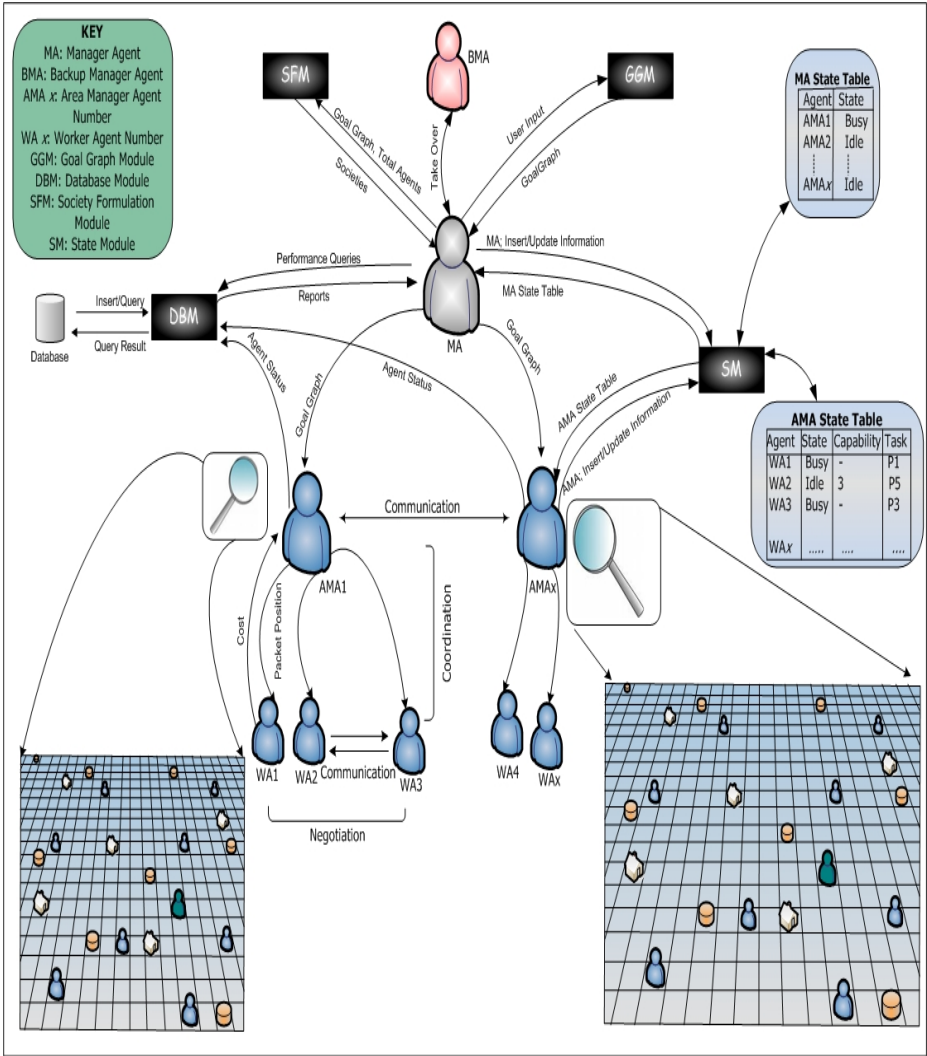 KEY
MA: Manager Agent
BMA: Backup Manager Agent
AMA x: Area Manager Agent
Number
WA x: Worker Agent Number
GGM: Goal Graph Module
DBM: Database Module
SFM: Society Formulation
Module
SM: State Module
SFM
BMA
GGM
MA State Table
Agent State
AMA1 Busy
AMA2 Idle
AMAx Idle
Goal Graph, Total Agents
Societies
Take Over
User Input
GoalGraph
MA; Insert/Update Information
MA State Table
Performance Queries
Reports
Insert/Query
Query Result
Database
DBM
MA
SM
Agent Status
Goal Graph
Agent Status
Goal Graph
AMA State Table
AMA; Insert/Update Information
AMA State Table
Agent State Capability Task
WA1 Busy - P1
WA2 Idle 3 P5
WA3 Busy - P3
WAx ..... .... ....
Communication
AMA1
AMAx
Cost
Packet Position
Coordination
WA1
WA2
Communication
WA3
WA4
WAx
Negotiation